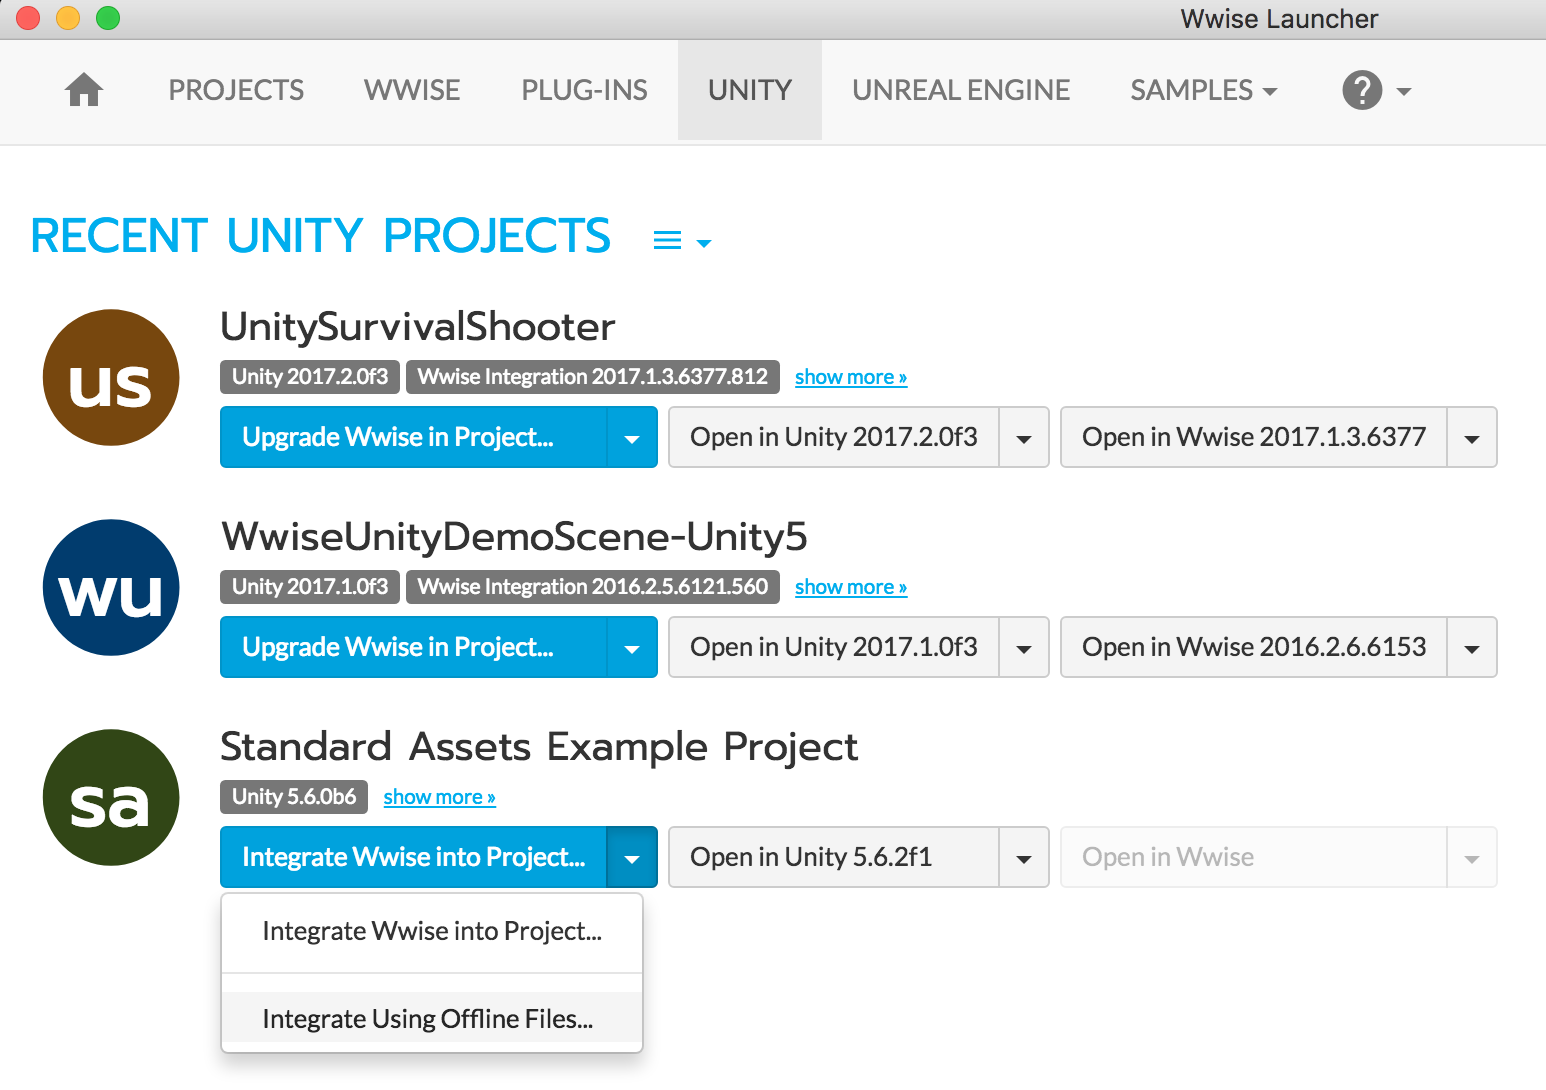 Wwise Launcher
PROJECTS WWISE PLUG-INS UNITY UNREAL ENGINE SAMPLES ?
RECENT UNITY PROJECTS
us
UnitySurvivalShooter
Unity 2017.2.0f3 Wwise Integration 2017.1.3.6377.812 show more »
Upgrade Wwise in Project... Open in Unity 2017.2.0f3 Open in Wwise 2017.1.3.6377
wu
WwiseUnityDemoScene-Unity5
Unity 2017.1.0f3 Wwise Integration 2016.2.5.6121.560 show more »
Upgrade Wwise in Project... Open in Unity 2017.1.0f3 Open in Wwise 2016.2.6.6153
sa
Standard Assets Example Project
Unity 5.6.0b6 show more »
Integrate Wwise into Project... Open in Unity 5.6.2f1 Open in Wwise
Integrate Wwise into Project...
Integrate Using Offline Files...